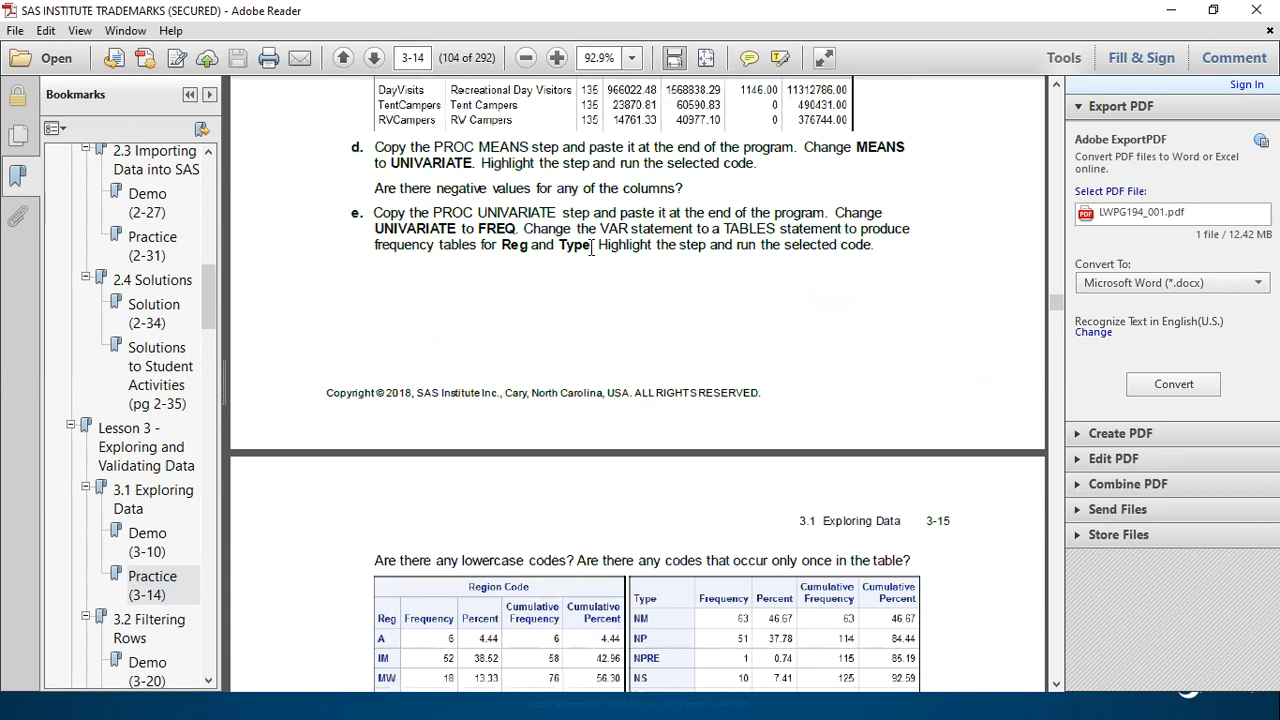 SAS INSTITUTE TRADEMARKS (SECURED) - Adobe Reader
File Edit View Window Help
Open 3-14 (104 of 292) 92.9% Tools Fill & Sign Comment
Bookmarks
2.3 Importing
Data into SAS
Demo
(2-27)
Practice
(2-31)
2.4 Solutions
Solution
(2-34)
Solutions
to Student
Activities
(pg 2-35)
Lesson 3 -
Exploring and
Validating Data
3.1 Exploring
Data
Demo
(3-10)
Practice
(3-14)
3.2 Filtering
Rows
Demo
(3-20)
DayVisits Recreational Day Visitors 135 966022.48 1568838.29 1146.00 11312786.00
TentCampers Tent Campers 135 23870.81 60590.83 0 490431.00
RVCampers RV Campers 135 14761.33 40977.10 0 376744.00
d. Copy the PROC MEANS step and paste it at the end of the program. Change MEANS
to UNIVARIATE. Highlight the step and run the selected code.
Are there negative values for any of the columns?
e. Copy the PROC UNIVARIATE step and paste it at the end of the program. Change
UNIVARIATE to FREQ. Change the VAR statement to a TABLES statement to produce
frequency tables for Reg and Type. Highlight the step and run the selected code.
Copyright © 2018, SAS Institute Inc., Cary, North Carolina, USA. ALL RIGHTS RESERVED.
3.1 Exploring Data 3-15
Are there any lowercase codes? Are there any codes that occur only once in the table?
Region Code
Reg Frequency Percent Cumulative Frequency Cumulative Percent
A 6 4.44 6 4.44
IM 52 38.52 58 42.96
MW 18 13.33 76 56.30
Type Frequency Percent Cumulative Frequency Cumulative Percent
NM 63 46.67 63 46.67
NP 51 37.78 114 84.44
NPRE 1 0.74 115 85.19
NS 10 7.41 125 92.59
Sign In
Export PDF
Adobe ExportPDF
Convert PDF files to Word or Excel
online.
Select PDF File:
LWPG194_001.pdf
1 file / 12.42 MB
Convert To:
Microsoft Word (*.docx)
Recognize Text in English(U.S.)
Change
Convert
Create PDF
Edit PDF
Combine PDF
Send Files
Store Files